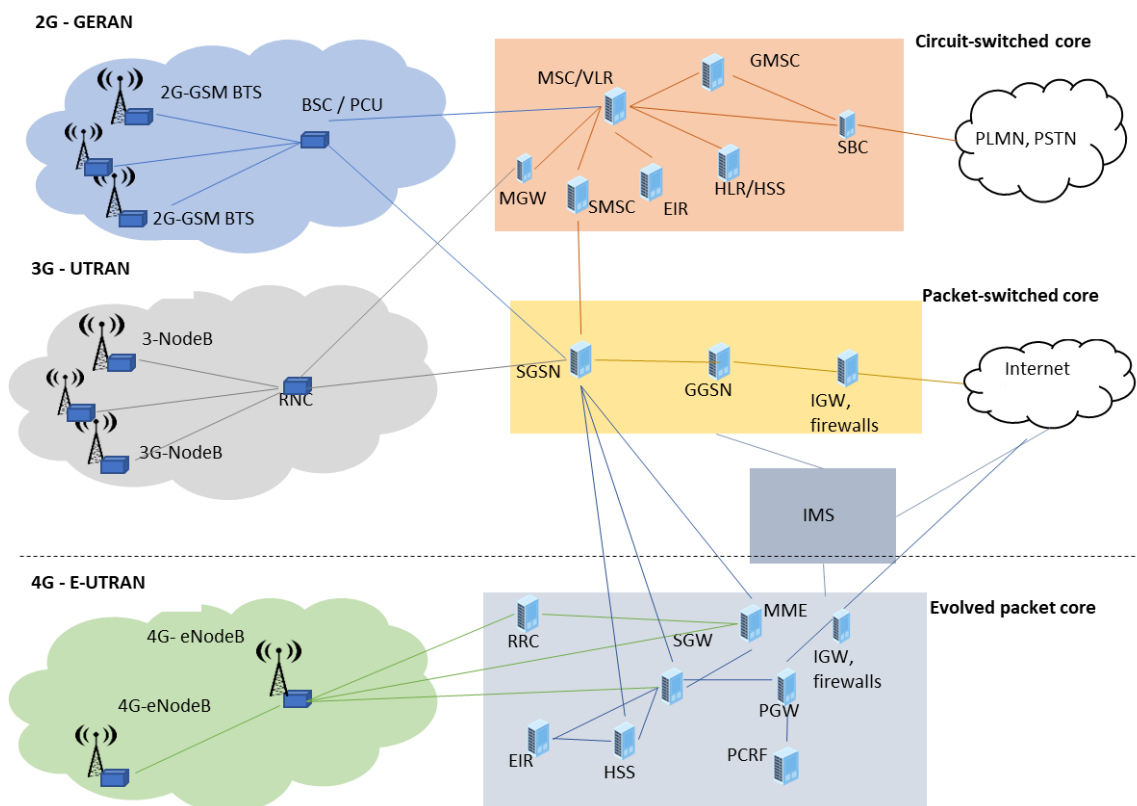 2G - GERAN
Circuit-switched core
2G-GSM BTS
BSC / PCU
MSC/VLR
GMSC
SBC
PLMN, PSTN
MGW
SMSC
EIR
HLR/HSS
2G-GSM BTS
3G - UTRAN
Packet-switched core
3-NodeB
RNC
SGSN
GGSN
IGW,
firewalls
Internet
3G-NodeB
IMS
4G - E-UTRAN
Evolved packet core
4G- eNodeB
RRC
SGW
MME
IGW,
firewalls
4G-eNodeB
PGW
EIR
HSS
PCRF